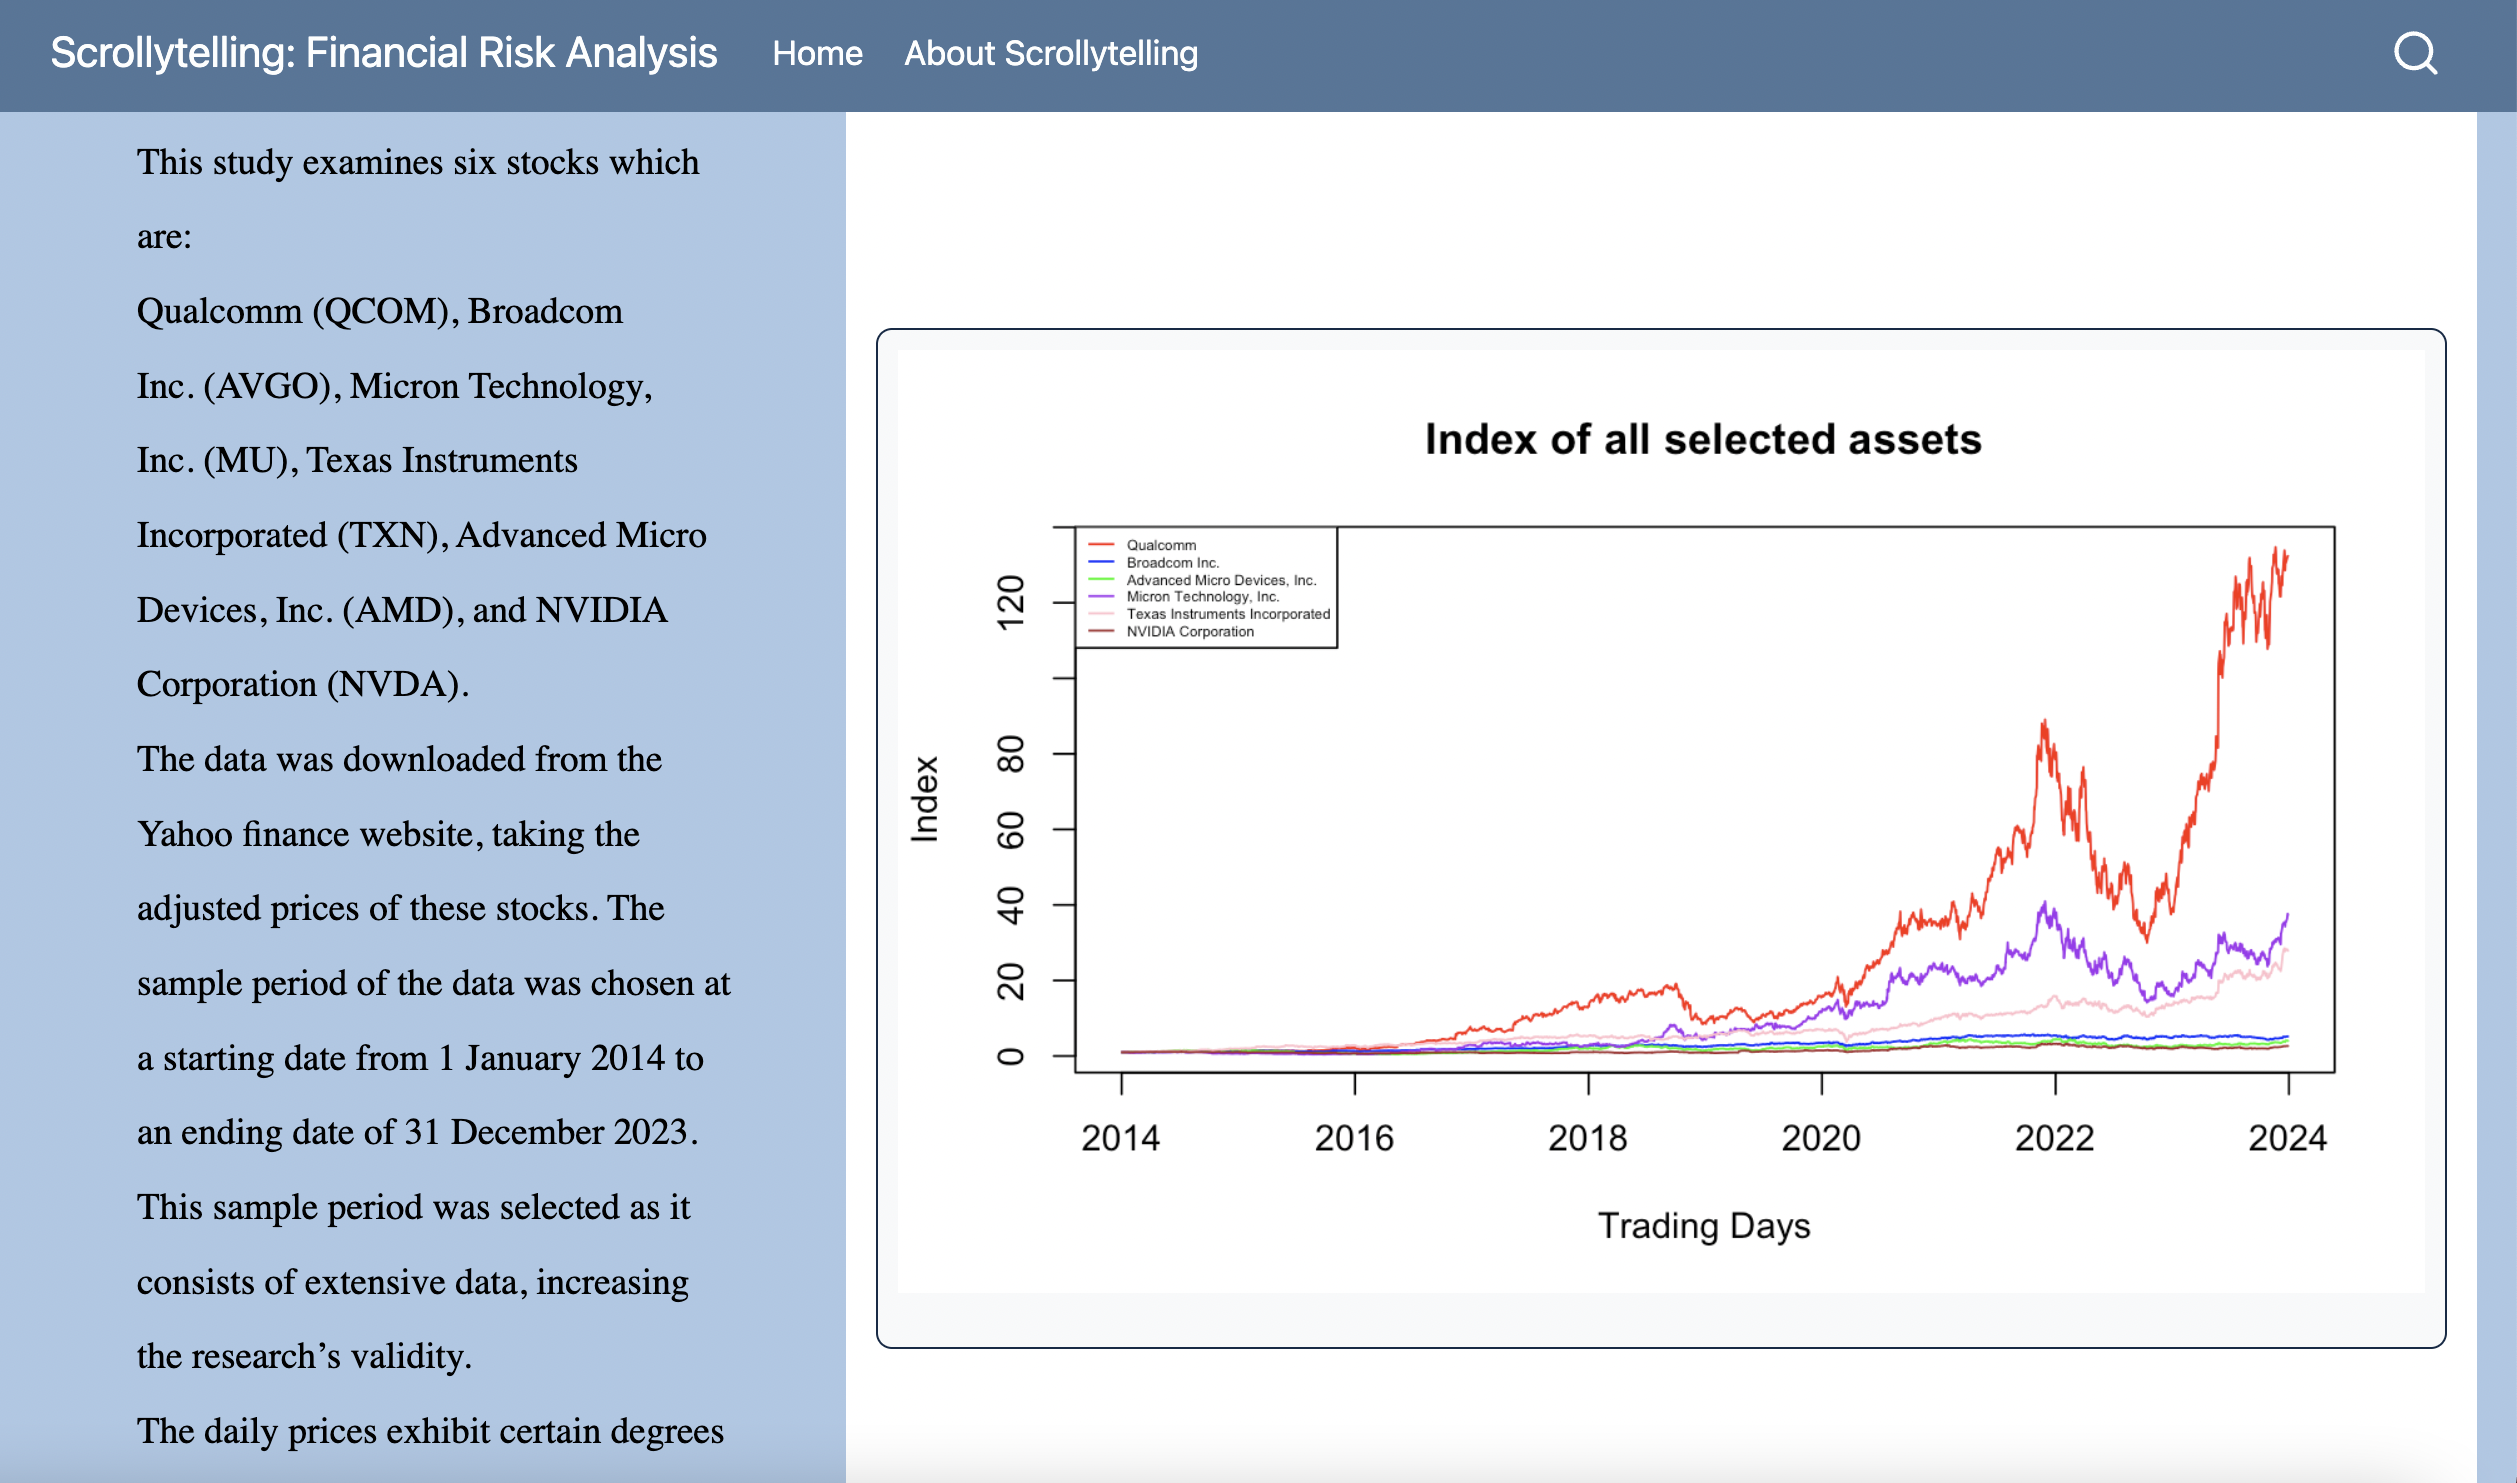 Scrollytelling: Financial Risk Analysis Home About Scrollytelling
This study examines six stocks which
are:
Qualcomm (QCOM), Broadcom
Inc. (AVGO), Micron Technology,
Inc. (MU), Texas Instruments
Incorporated (TXN), Advanced Micro
Devices, Inc. (AMD), and NVIDIA
Corporation (NVDA).
The data was downloaded from the
Yahoo finance website, taking the
adjusted prices of these stocks. The
sample period of the data was chosen at
a starting date from 1 January 2014 to
an ending date of 31 December 2023.
This sample period was selected as it
consists of extensive data, increasing
the research’s validity.
The daily prices exhibit certain degrees
Index of all selected assets
Qualcomm
Broadcom Inc.
Advanced Micro Devices, Inc.
Micron Technology, Inc.
Texas Instruments Incorporated
NVIDIA Corporation
Index
120
80
60
40
20
0
2014 2016 2018 2020 2022 2024
Trading Days